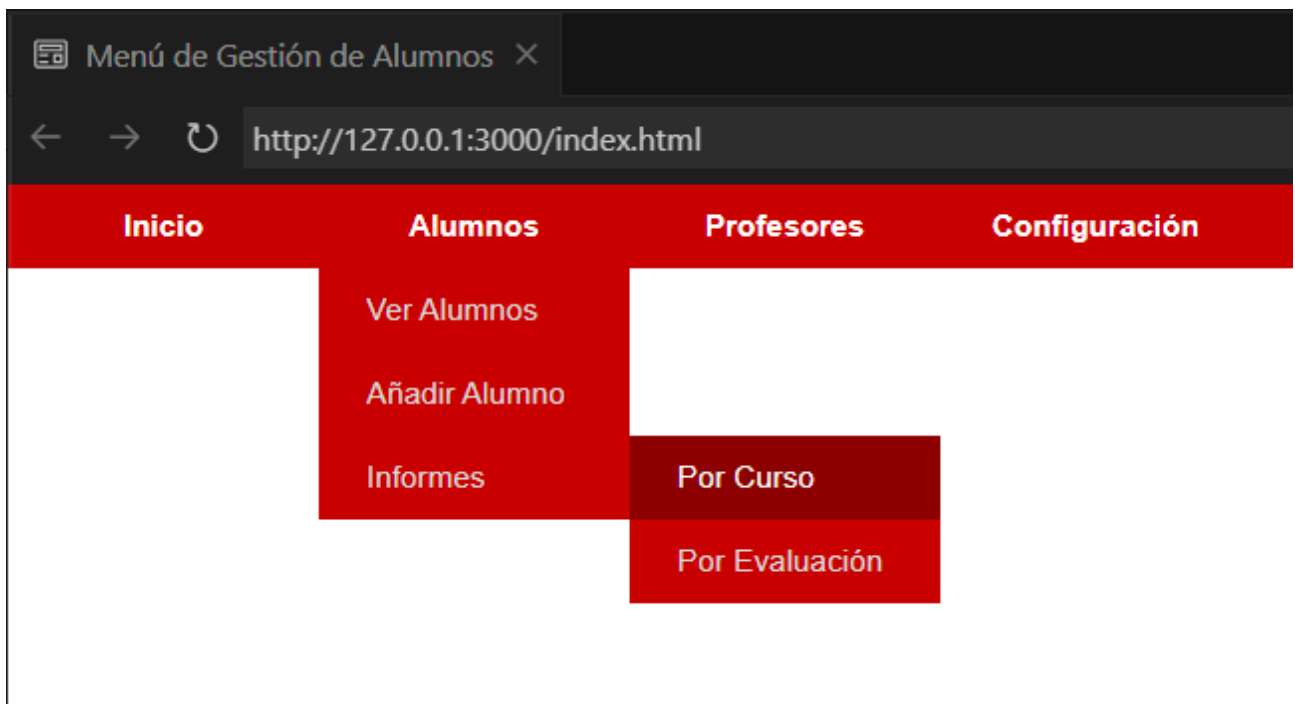 Menú de Gestión de Alumnos
http://127.0.0.1:3000/index.html
Inicio Alumnos Profesores Configuración
Ver Alumnos
Añadir Alumno
Informes Por Curso
Por Evaluación